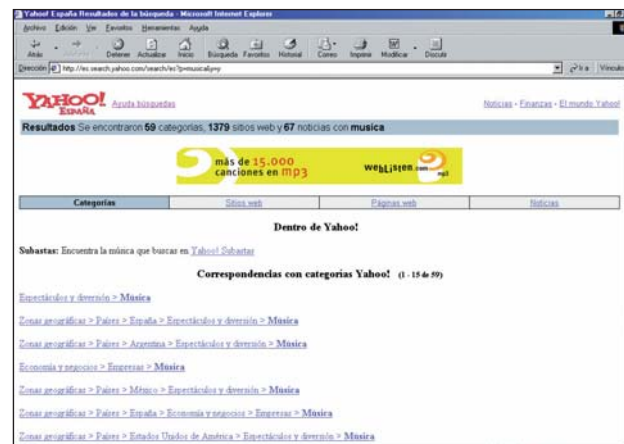 Yahoo! España Resultados de la búsqueda - Microsoft Internet Explorer
Archivo Edición Ver Favoritos Herramientas Ayuda
Atrás Detener Actualizar Inicio Búsqueda Favoritos Historial Correo Imprimir Modificar Discutir
Dirección http://es.search.yahoo.com/search/es?p=musica&y=y Ir a Vínculos
YAHOO! Ayuda búsquedas Noticias - Finanzas - El mundo Yahoo!
ESPAÑA
Resultados Se encontraron 59 categorías, 1379 sitios web y 67 noticias con musica
más de 15.000
canciones en mp3
webListen.com
mp3
Categorías Sitios web Páginas web Noticias
Dentro de Yahoo!
Subastas: Encuentra la música que buscas en Yahoo! Subastas
Correspondencias con categorías Yahoo! (1 - 15 de 59)
Espectáculos y diversión > Música
Zonas geográficas > Países > España > Espectáculos y diversión > Música
Zonas geográficas > Países > Argentina > Espectáculos y diversión > Música
Economía y negocios > Empresas > Música
Zonas geográficas > Países > México > Espectáculos y diversión > Música
Zonas geográficas > Países > España > Economía y negocios > Empresas > Música
Zonas geográficas > Países > Estados Unidos de América > Espectáculos y diversión > Música